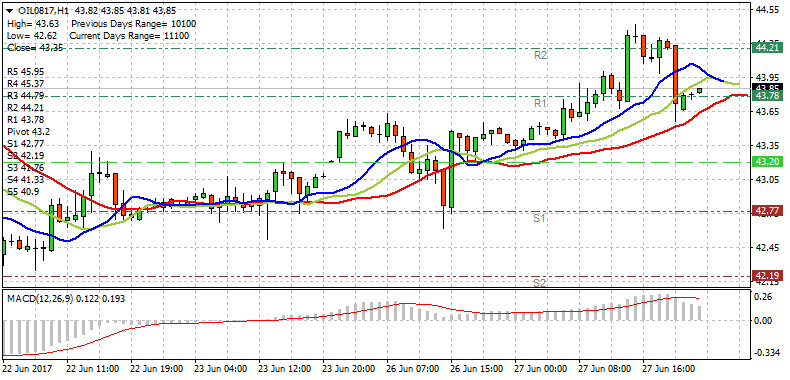 OIL0817,H1 43.82 43.85 43.81 43.85
High= 43.63 Previous Days Range= 10100
Low= 42.62 Current Days Range= 11100
Close= 43.35
R5 45.95
R4 45.37
R3 44.79
R2 44.21
R1 43.78
Pivot 43.2
S1 42.77
S2 42.19
S3 41.76
S4 41.33
S5 40.9
R2
R1
S1
S2
44.55
44.21
43.95
43.85
43.78
43.65
43.35
43.20
43.05
42.77
42.45
42.19
42.15
MACD(12,26,9) 0.122 0.193
0.26
0.00
-0.334
22 Jun 2017
22 Jun 11:00
22 Jun 19:00
23 Jun 04:00
23 Jun 12:00
23 Jun 20:00
26 Jun 07:00
26 Jun 15:00
27 Jun 00:00
27 Jun 08:00
27 Jun 16:00